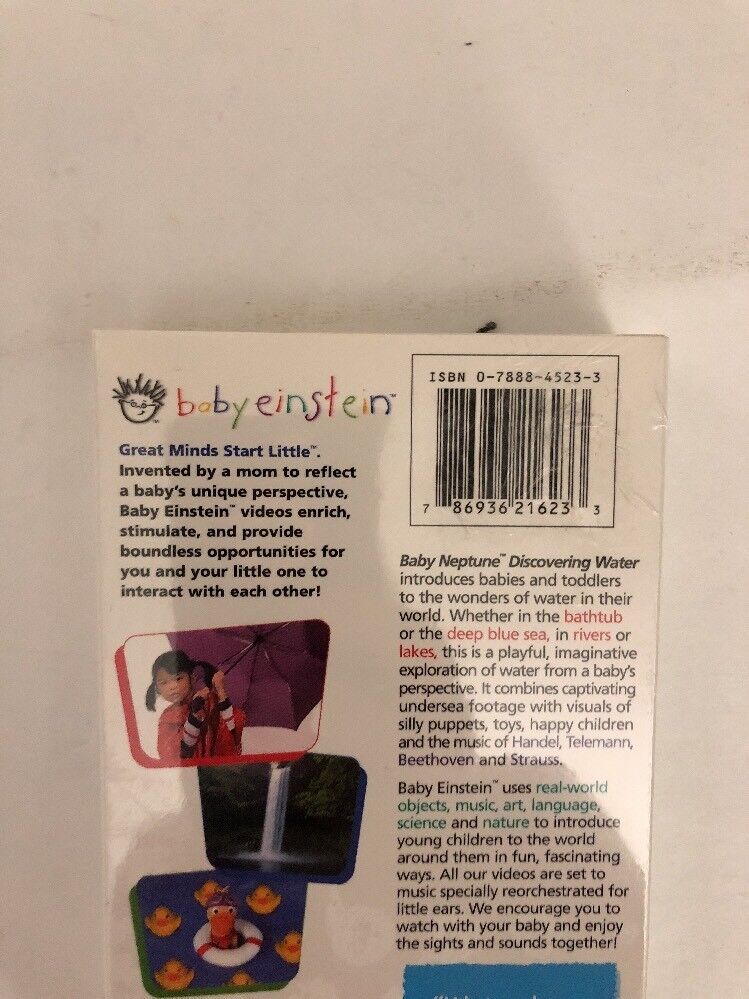 baby einstein™
Great Minds Start Little™.
Invented by a mom to reflect
a baby's unique perspective,
Baby Einstein™ videos enrich,
stimulate, and provide
boundless opportunities for
you and your little one to
interact with each other!
ISBN 0-7888-4523-3
7 86936 21623 3
Baby Neptune™ Discovering Water
introduces babies and toddlers
to the wonders of water in their
world. Whether in the bathtub
or the deep blue sea, in rivers or
lakes, this is a playful, imaginative
exploration of water from a baby's
perspective. It combines captivating
undersea footage with visuals of
silly puppets, toys, happy children
and the music of Handel, Telemann,
Beethoven and Strauss.
Baby Einstein™ uses real-world
objects, music, art, language,
science and nature to introduce
young children to the world
around them in fun, fascinating
ways. All our videos are set to
music specially reorchestrated for
little ears. We encourage you to
watch with your baby and enjoy
the sights and sounds together!